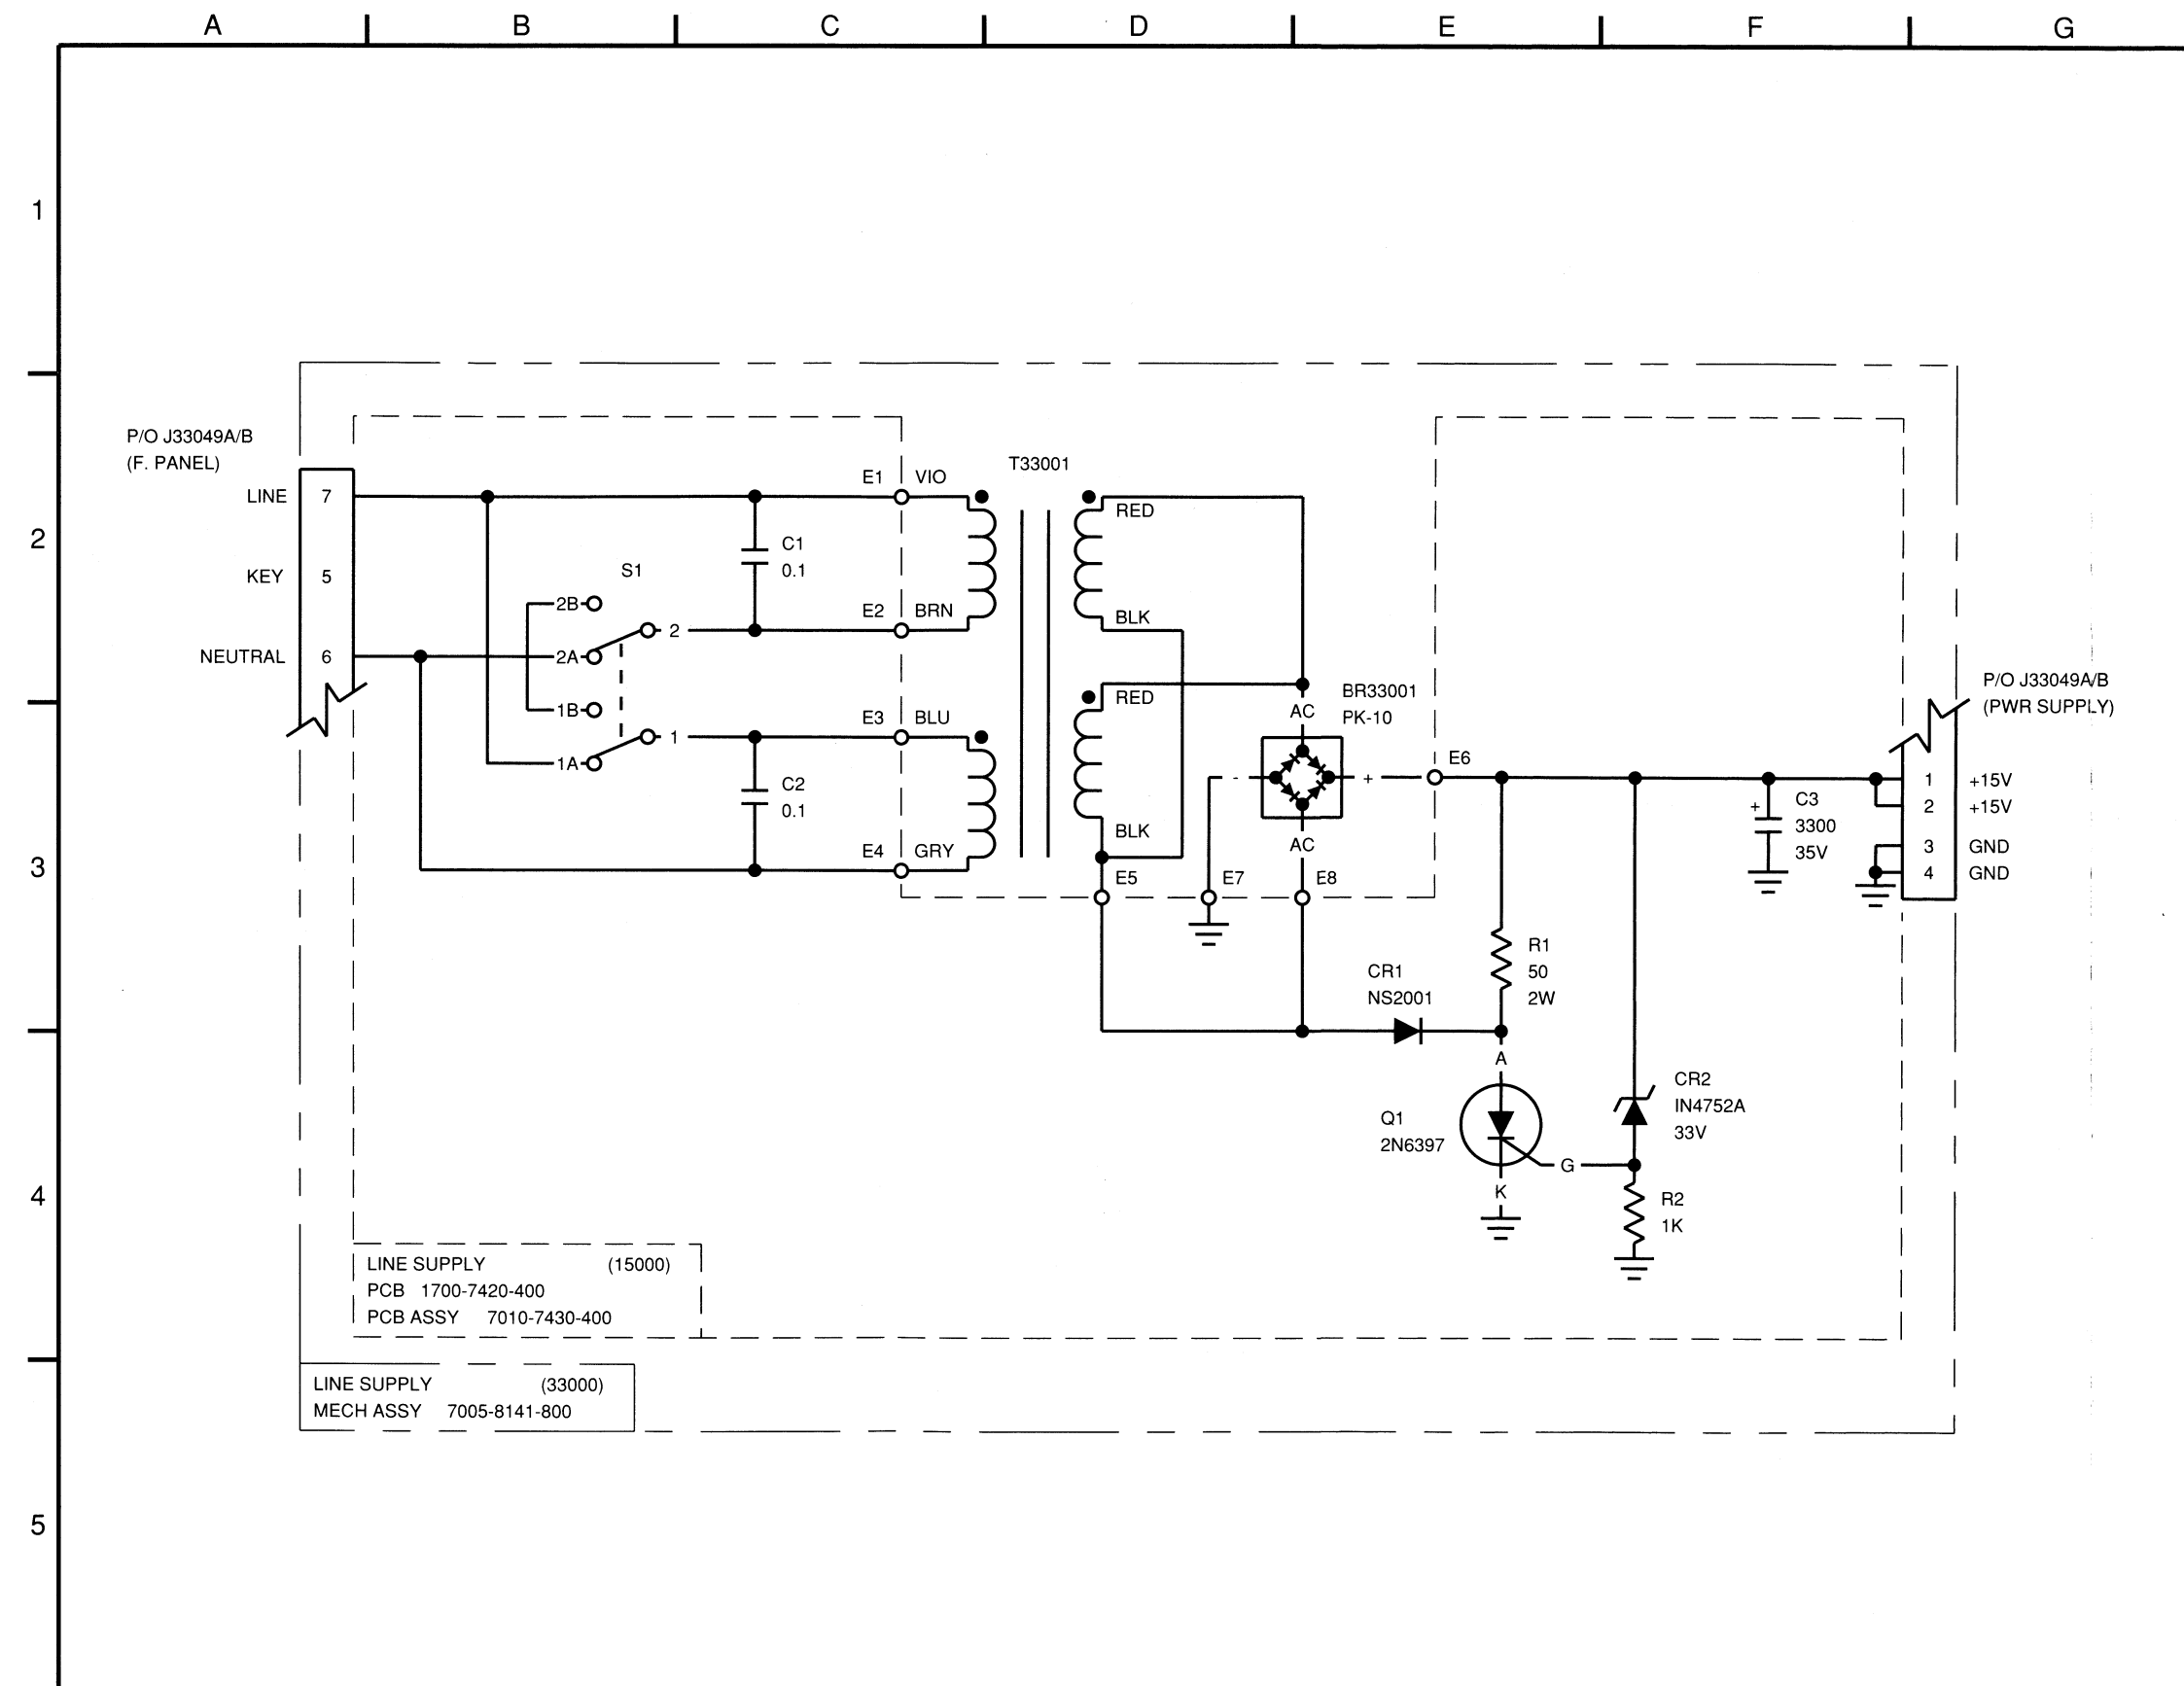 A B C D E F G
1
2
3
4
5
P/O J33049A/B
(F. PANEL)
LINE 7
KEY 5
NEUTRAL 6
S1
2B
2A
2
1B
1A
1
C1
0.1
C2
0.1
E1 VIO
E2 BRN
E3 BLU
E4 GRY
T33001
RED
BLK
RED
BLK
E5
E7
E8
BR33001
PK-10
AC
- +
AC
E6
CR1
NS2001
R1
50
2W
A
Q1
2N6397
G
K
CR2
IN4752A
33V
R2
1K
+
C3
3300
35V
P/O J33049A/B
(PWR SUPPLY)
1 +15V
2 +15V
3 GND
4 GND
LINE SUPPLY (15000)
PCB 1700-7420-400
PCB ASSY 7010-7430-400
LINE SUPPLY (33000)
MECH ASSY 7005-8141-800